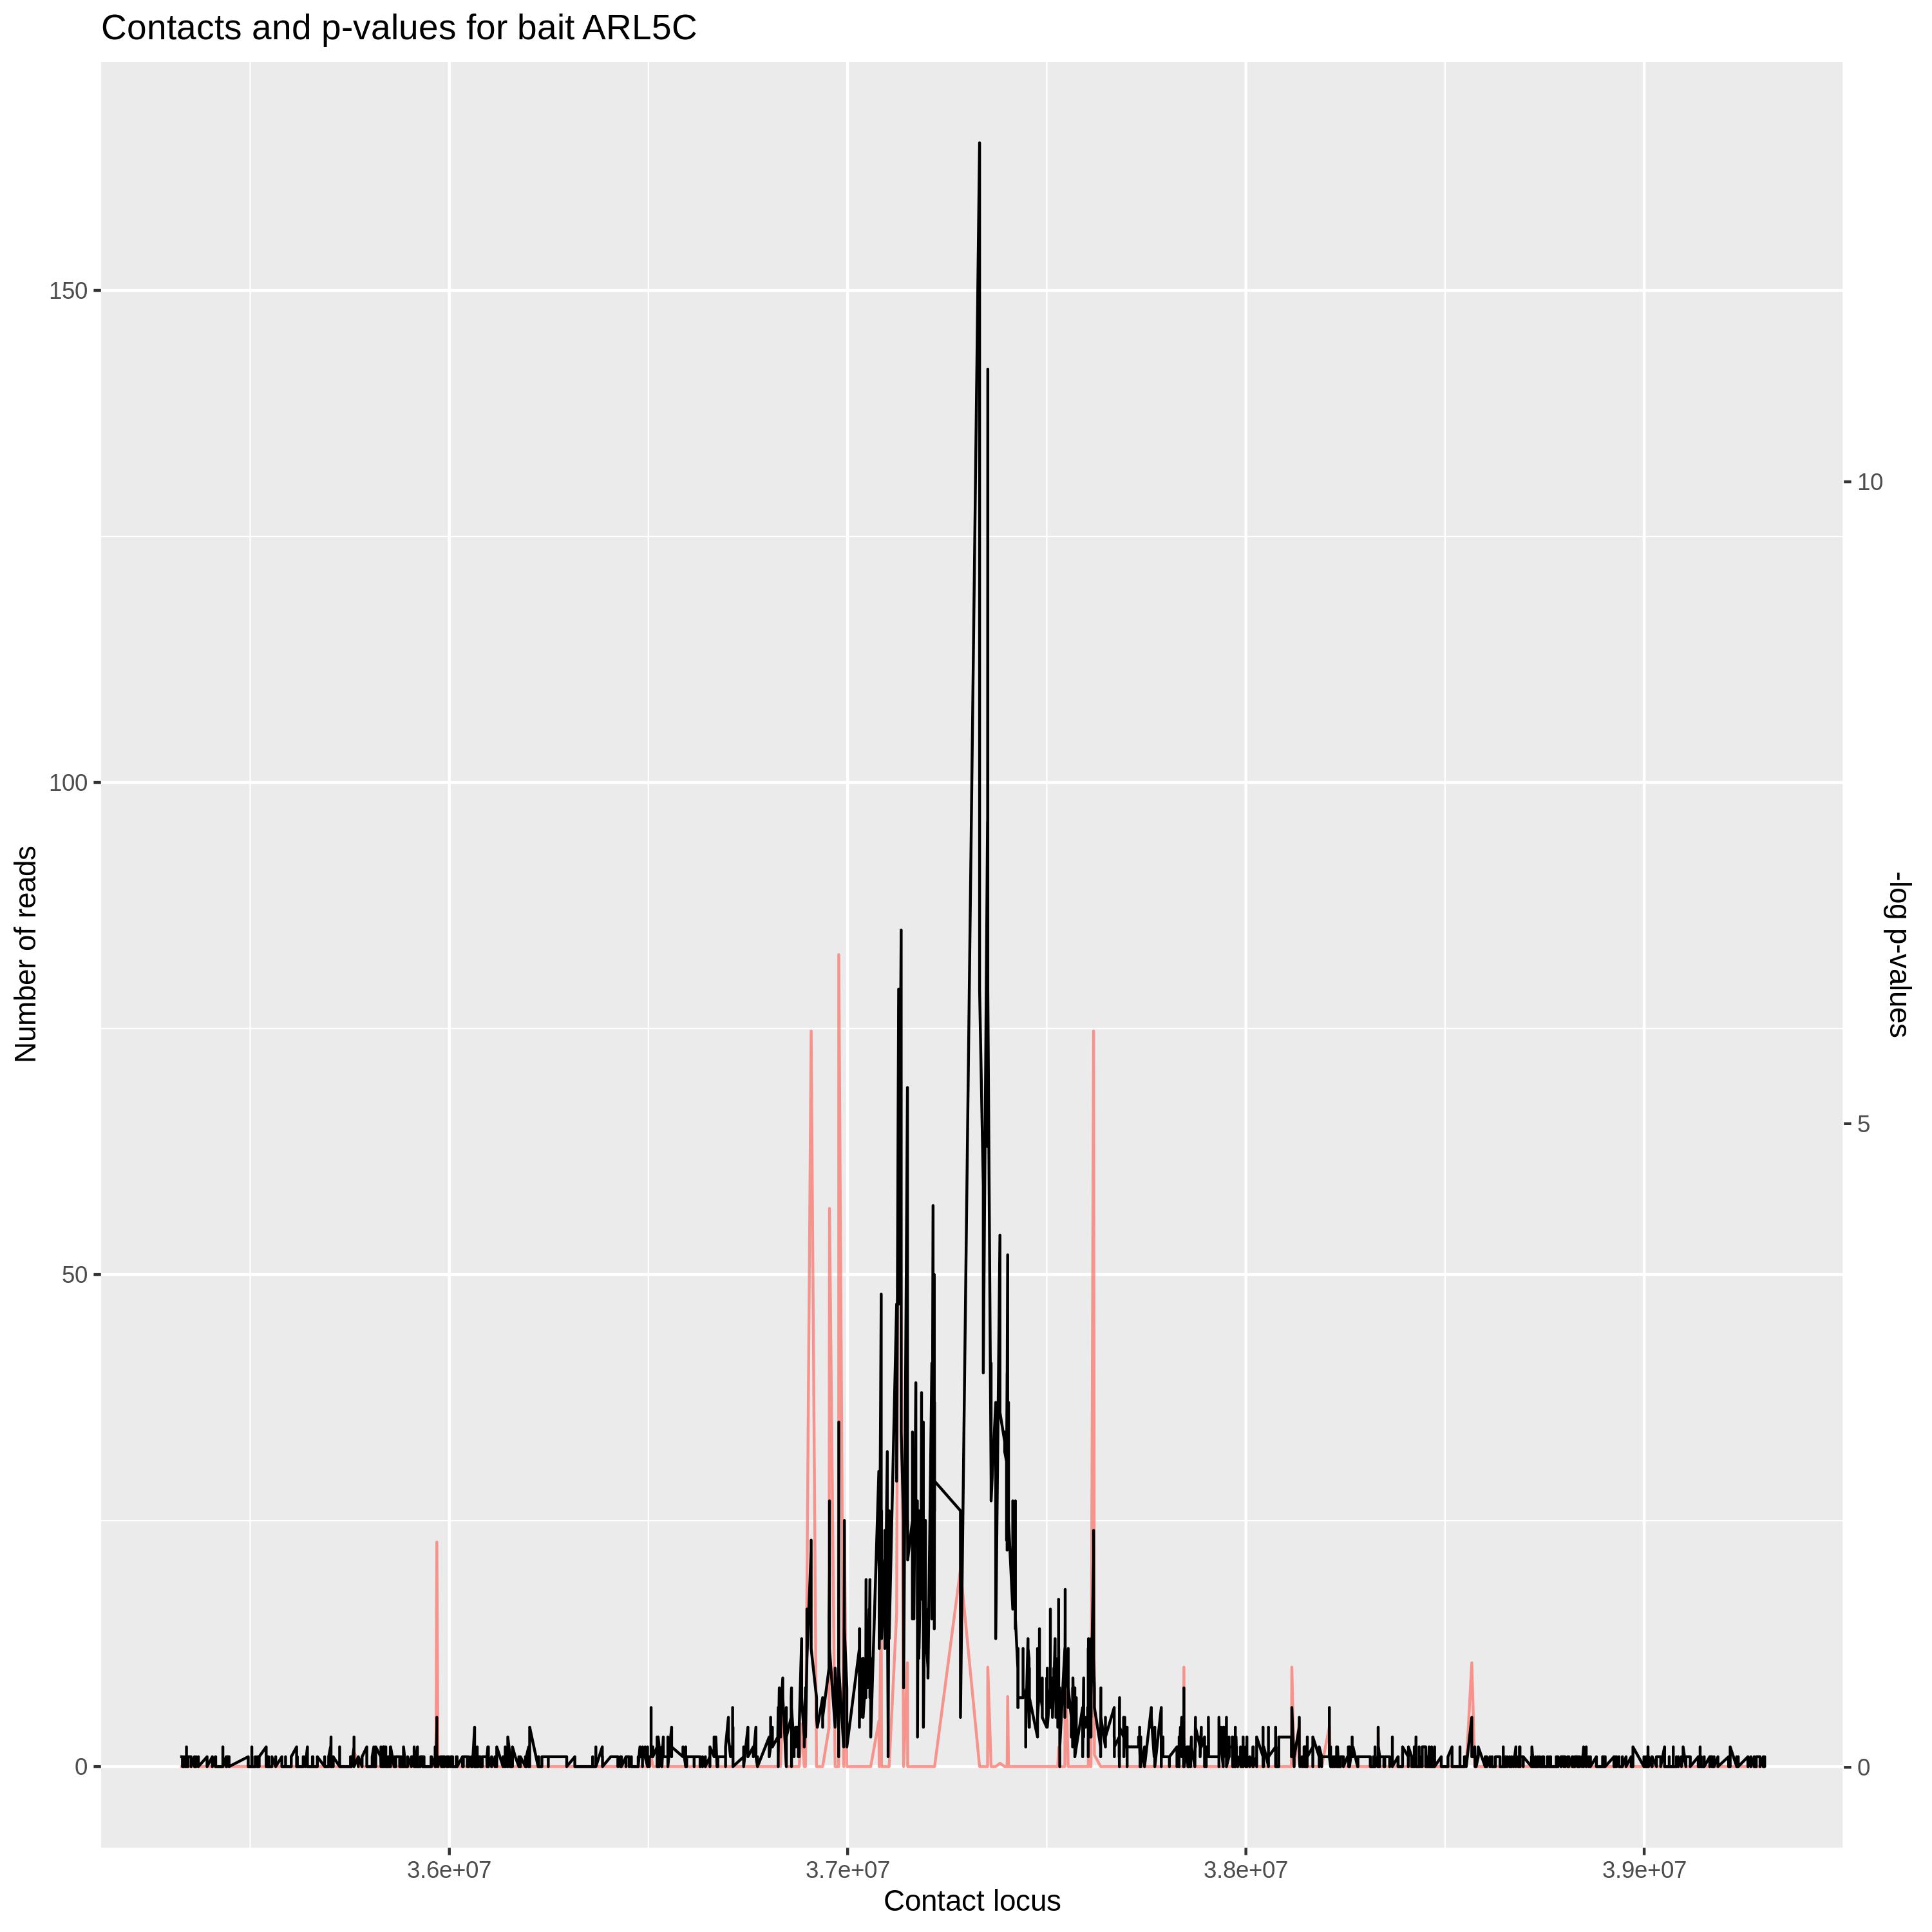 Contacts and p-values for bait ARL5C
150
100
50
0
Number of reads
10
5
0
-log p-values
3.6e+07
3.7e+07
3.8e+07
3.9e+07
Contact locus